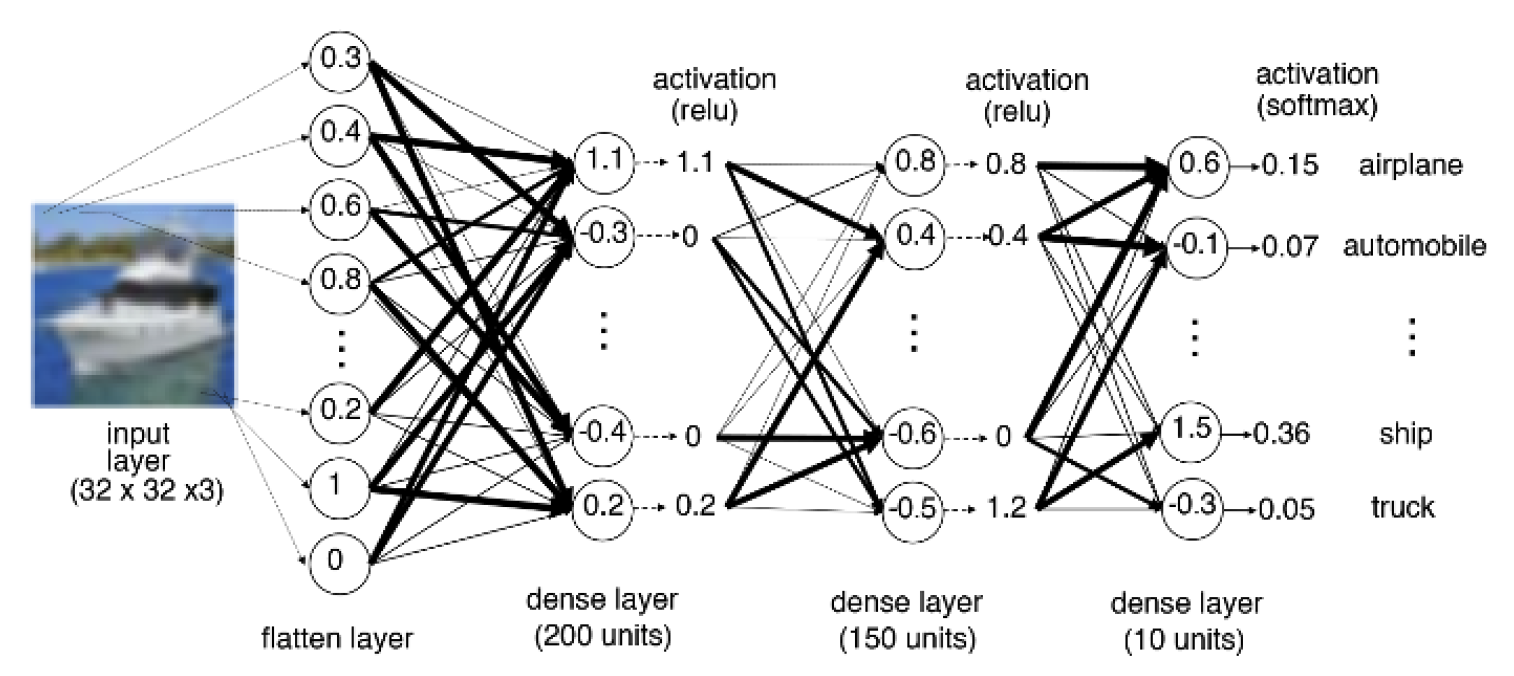 0.3
0.4
0.6
0.8
⋮
0.2
1
0
input
layer
(32 x 32 x3)
flatten layer
1.1
-0.3
⋮
-0.4
0.2
dense layer
(200 units)
activation
(relu)
1.1
0
0
0.2
0.8
0.4
⋮
-0.6
-0.5
dense layer
(150 units)
activation
(relu)
0.8
0.4
0
1.2
0.6
-0.1
⋮
1.5
-0.3
dense layer
(10 units)
activation
(softmax)
0.15 airplane
0.07 automobile
⋮
0.36 ship
0.05 truck